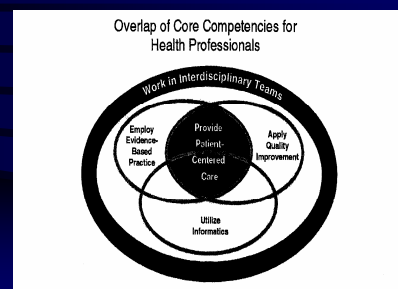 Overlap of Core Competencies for
Health Professionals
Work in Interdisciplinary Teams
Employ
Evidence-
Based
Practice
Provide
Patient-
Centered
Care
Apply
Quality
Improvement
Utilize
Informatics